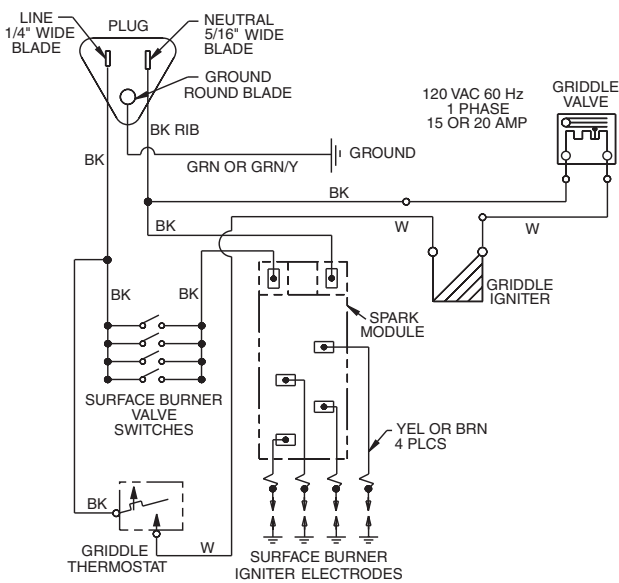 LINE
1/4" WIDE
BLADE
PLUG
NEUTRAL
5/16" WIDE
BLADE
GROUND
ROUND BLADE
120 VAC 60 Hz
1 PHASE
15 OR 20 AMP
GRIDDLE
VALVE
BK RIB
BK
GRN OR GRN/Y
GROUND
BK
BK
W
W
BK
BK
GRIDDLE
IGNITER
SPARK
MODULE
SURFACE BURNER
VALVE
SWITCHES
YEL OR BRN
4 PLCS
BK
GRIDDLE
THERMOSTAT
W
SURFACE BURNER
IGNITER ELECTRODES